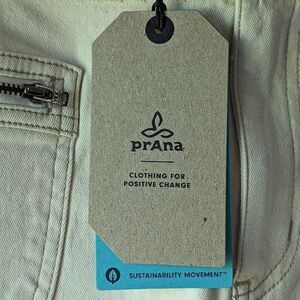 prAna
CLOTHING FOR
POSITIVE CHANGE
SUSTAINABILITY MOVEMENT™